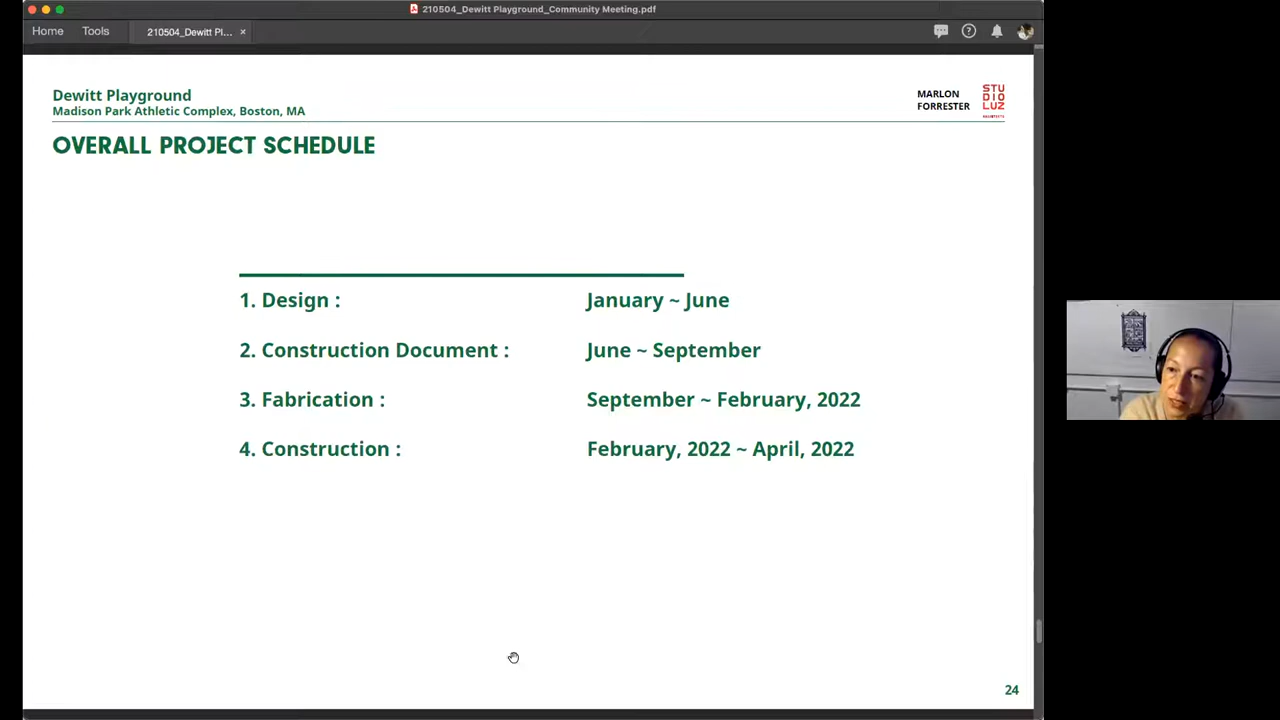 210504_Dewitt Playground_Community Meeting.pdf
Home Tools 210504_Dewitt Pl... ×
Dewitt Playground
Madison Park Athletic Complex, Boston, MA
MARLON
FORRESTER
STU
DIO
LUZ
OVERALL PROJECT SCHEDULE
1. Design : January ~ June
2. Construction Document : June ~ September
3. Fabrication : September ~ February, 2022
4. Construction : February, 2022 ~ April, 2022
24